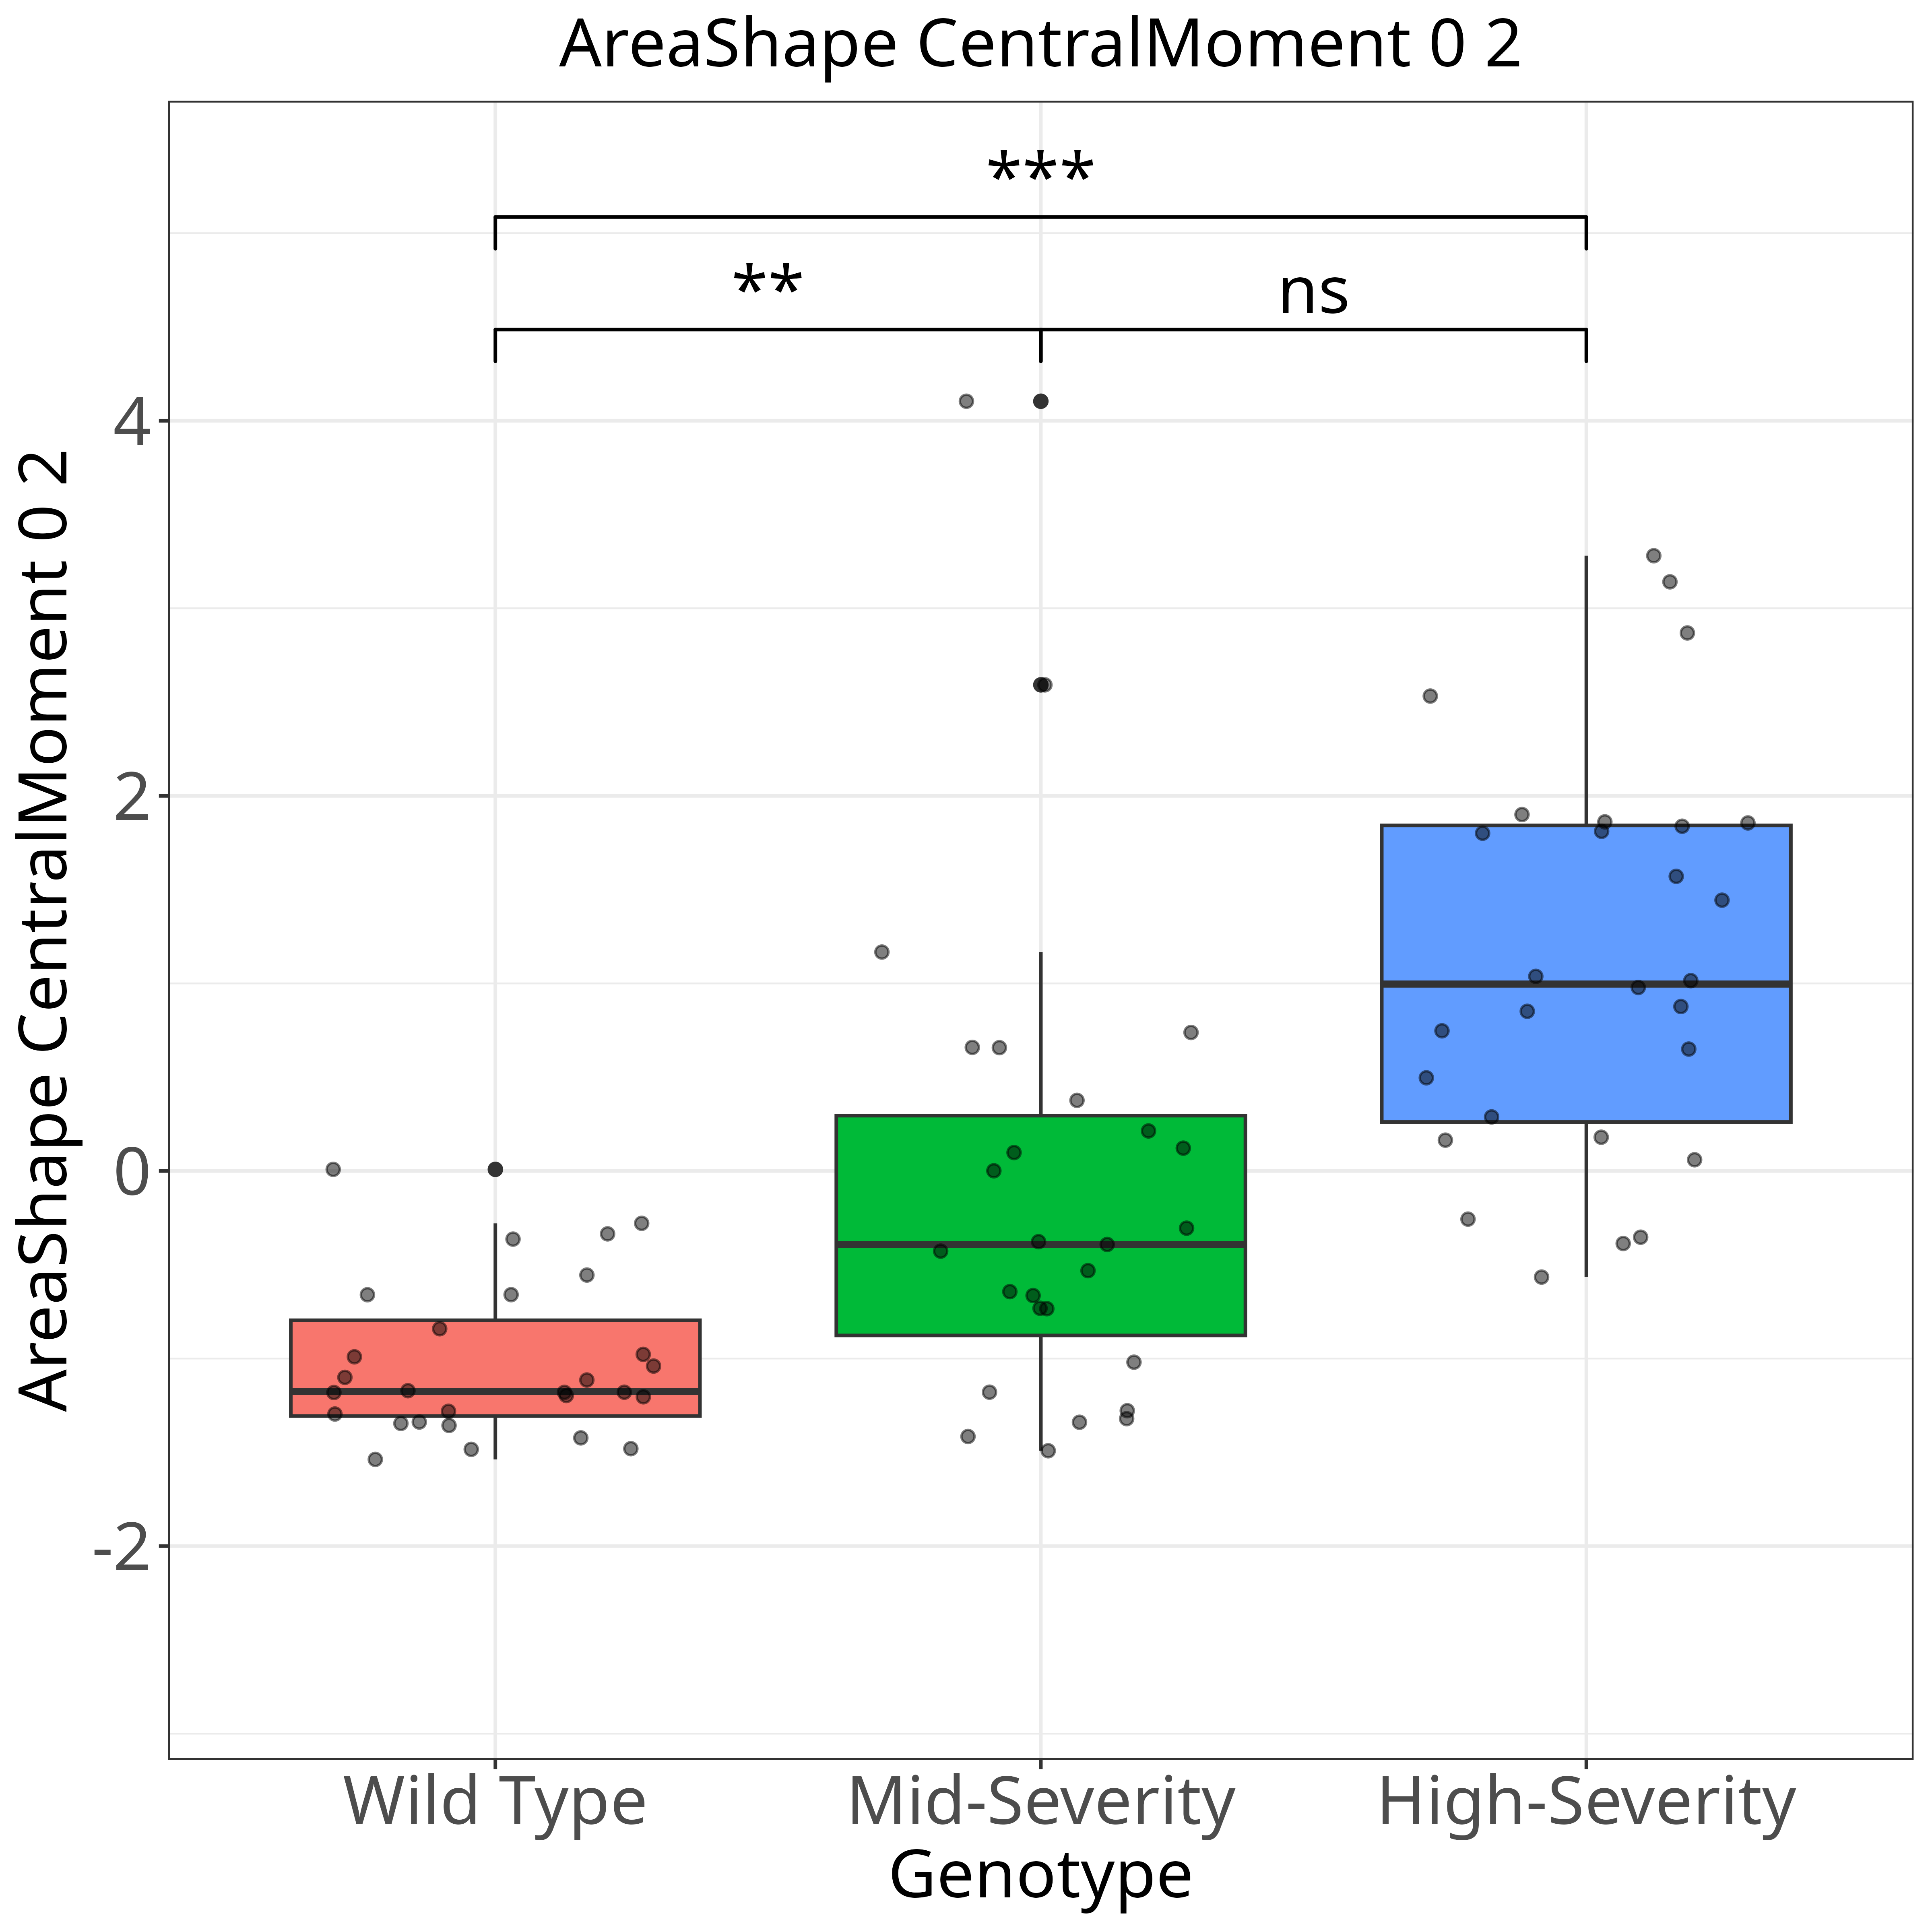 AreaShape CentralMoment 0 2
***
**
ns
AreaShape CentralMoment 0 2
4
2
0
-2
Wild Type
Mid-Severity
High-Severity
Genotype